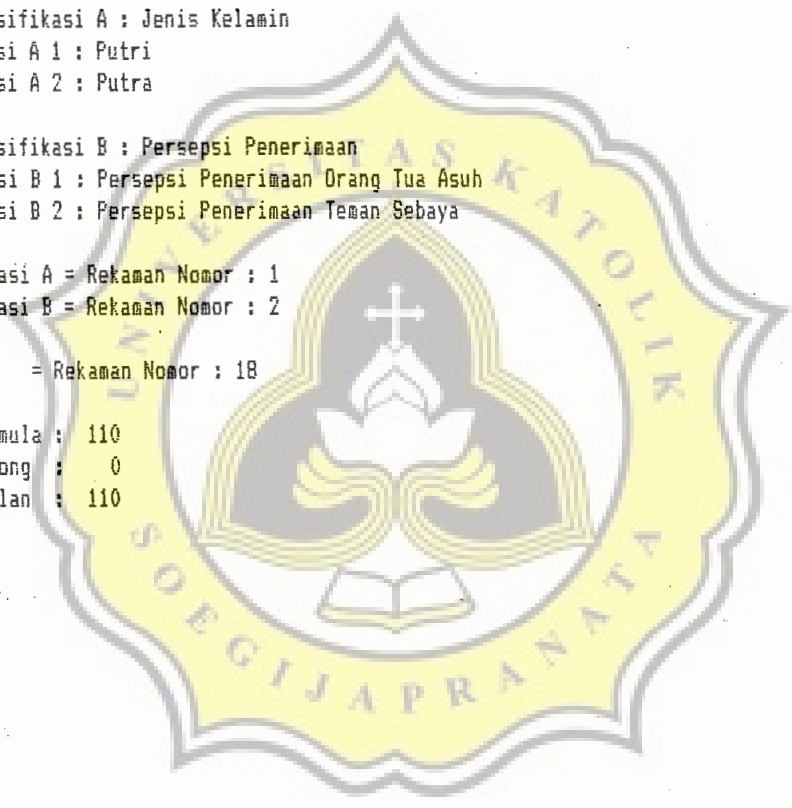 sifikasi A : Jenis Kelamin
si A 1 : Putri
si A 2 : Putra
sifikasi B : Persepsi Penerimaan
si B 1 : Persepsi Penerimaan Orang Tua Asuh
si B 2 : Persepsi Penerimaan Teman Sebaya
asi A = Rekaman Nomor : 1
asi B = Rekaman Nomor : 2
= Rekaman Nomor : 18
mula : 110
ong : 0
lan : 110
UNIVERSITAS KATOLIK
SOEGIJAPRANATA